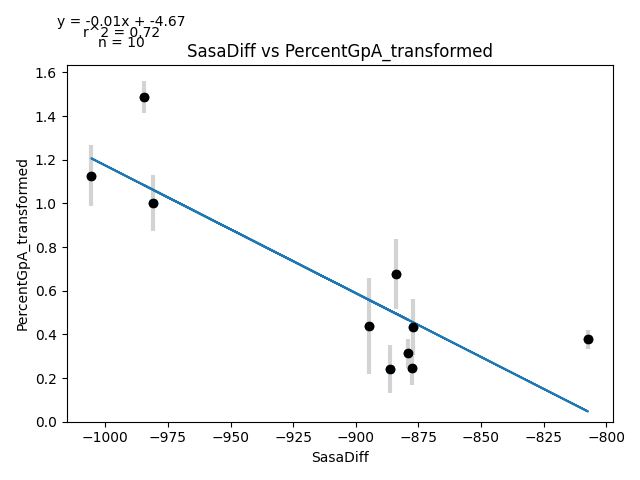 y = -0.01x + -4.67
r^2 = 0.72
n = 10
SasaDiff vs PercentGpA_transformed
1.6
1.4
1.2
1.0
0.8
0.6
0.4
0.2
0.0
PercentGpA_transformed
−1000 −975 −950 −925 −900 −875 −850 −825 −800
SasaDiff